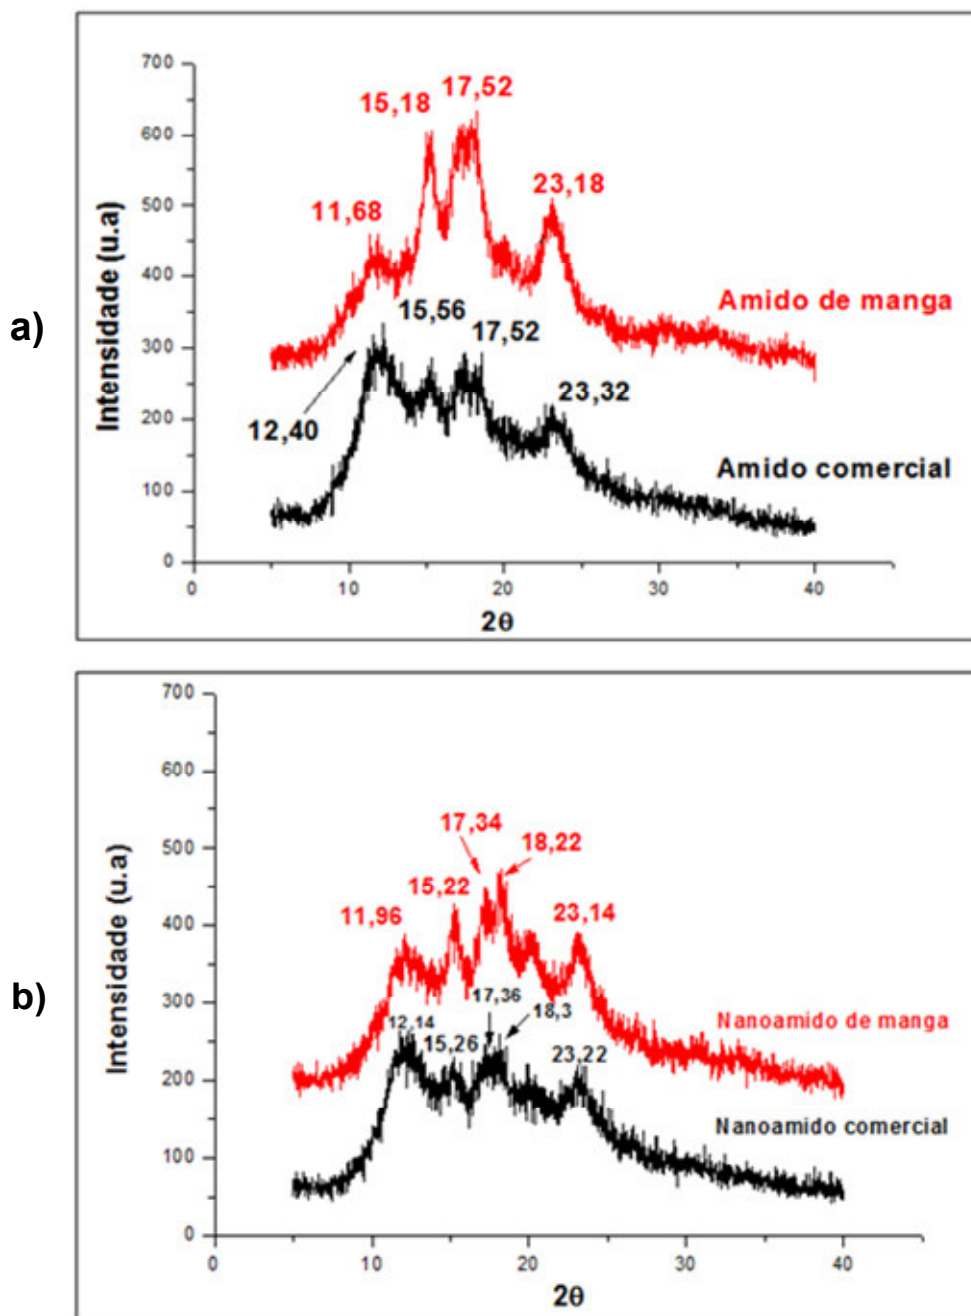 a)
Intensidade (u.a)
700
600
500
400
300
200
100
0
17,52
15,18
23,18
11,68
Amido de manga
15,56
17,52
23,32
12,40
Amido comercial
0 10 20 30 40
2θ
b)
Intensidade (u.a)
700
600
500
400
300
200
100
0
17,34
18,22
15,22
23,14
11,96
17,36
18,3
12,14
15,26
23,22
Nanoamido de manga
Nanoamido comercial
0 10 20 30 40
2θ